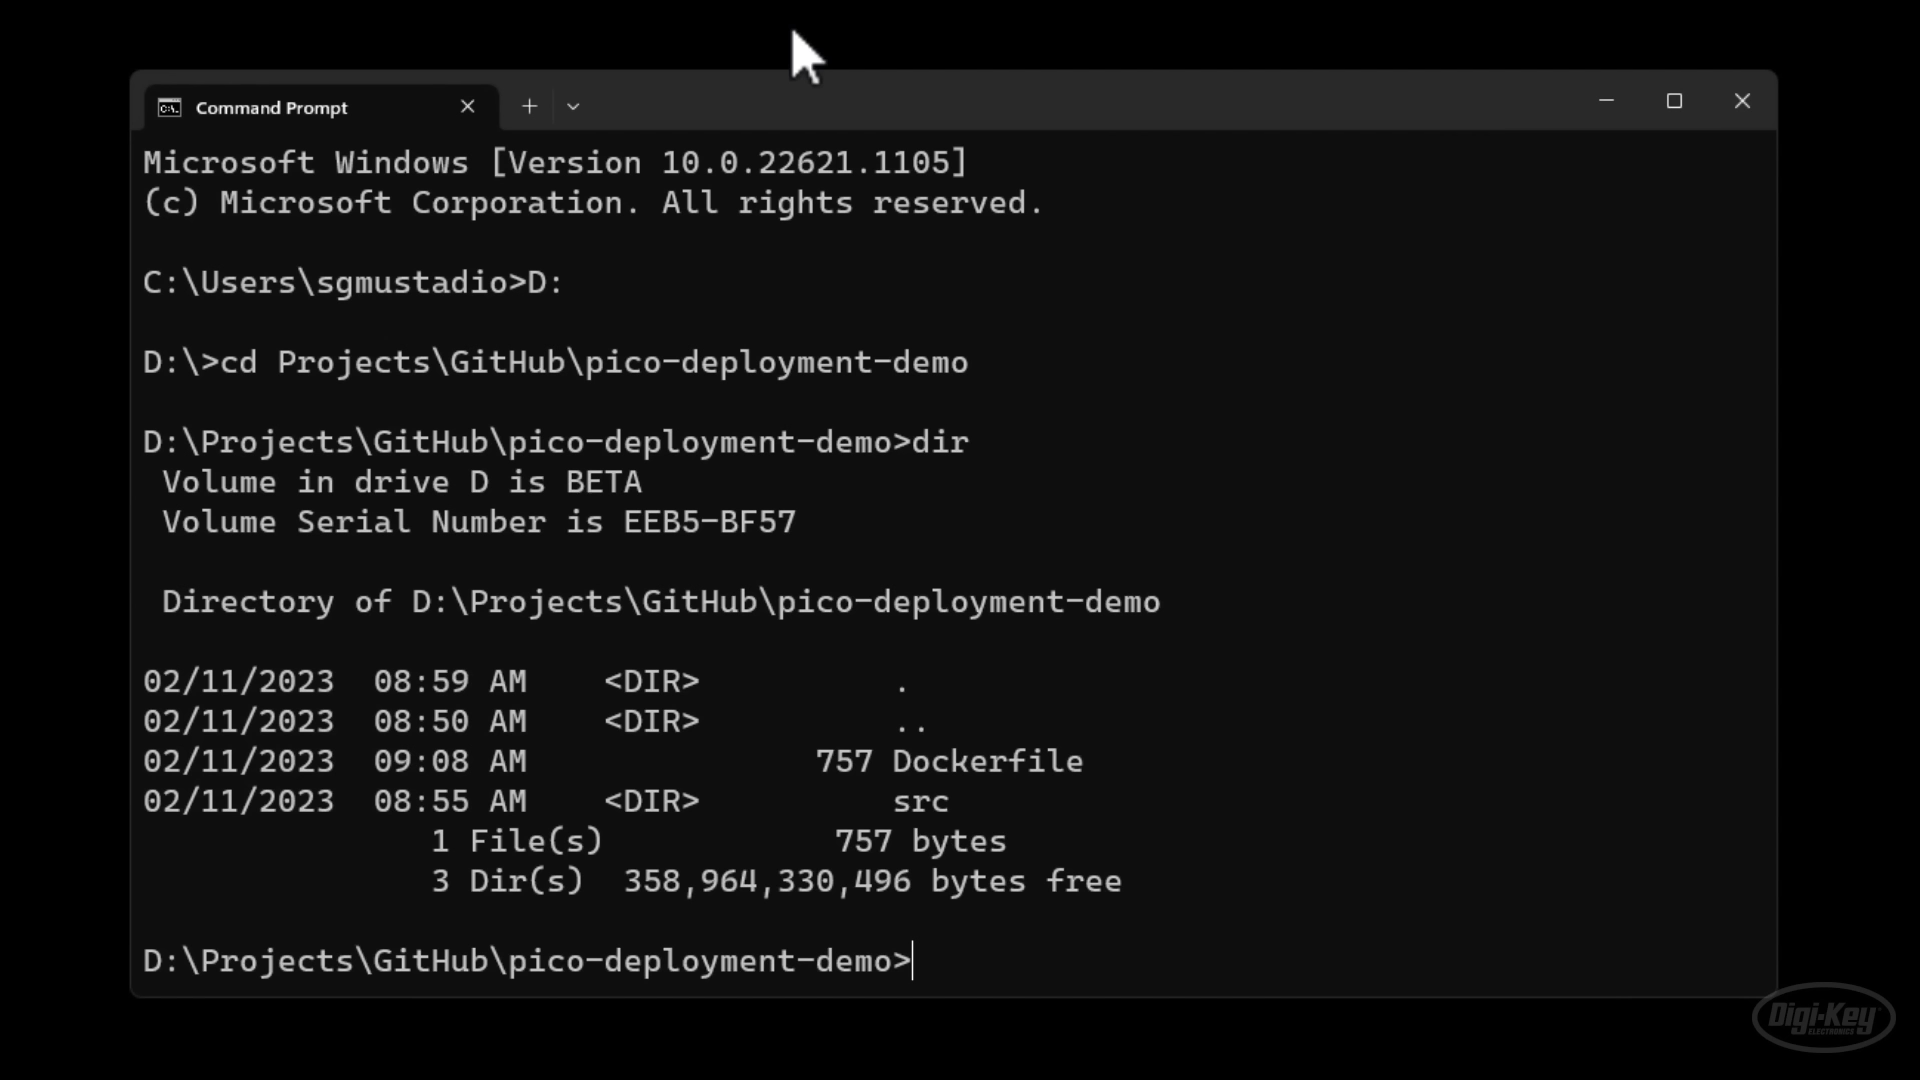 Command Prompt
Microsoft Windows [Version 10.0.22621.1105]
(c) Microsoft Corporation. All rights reserved.
C:\Users\sgmustadio>D:
D:\>cd Projects\GitHub\pico-deployment-demo
D:\Projects\GitHub\pico-deployment-demo>dir
Volume in drive D is BETA
Volume Serial Number is EEB5-BF57
Directory of D:\Projects\GitHub\pico-deployment-demo
02/11/2023  08:59 AM    <DIR>          .
02/11/2023  08:50 AM    <DIR>          ..
02/11/2023  09:08 AM               757 Dockerfile
02/11/2023  08:55 AM    <DIR>          src
1 File(s)            757 bytes
3 Dir(s)  358,964,330,496 bytes free
D:\Projects\GitHub\pico-deployment-demo>
Digi-Key
ELECTRONICS